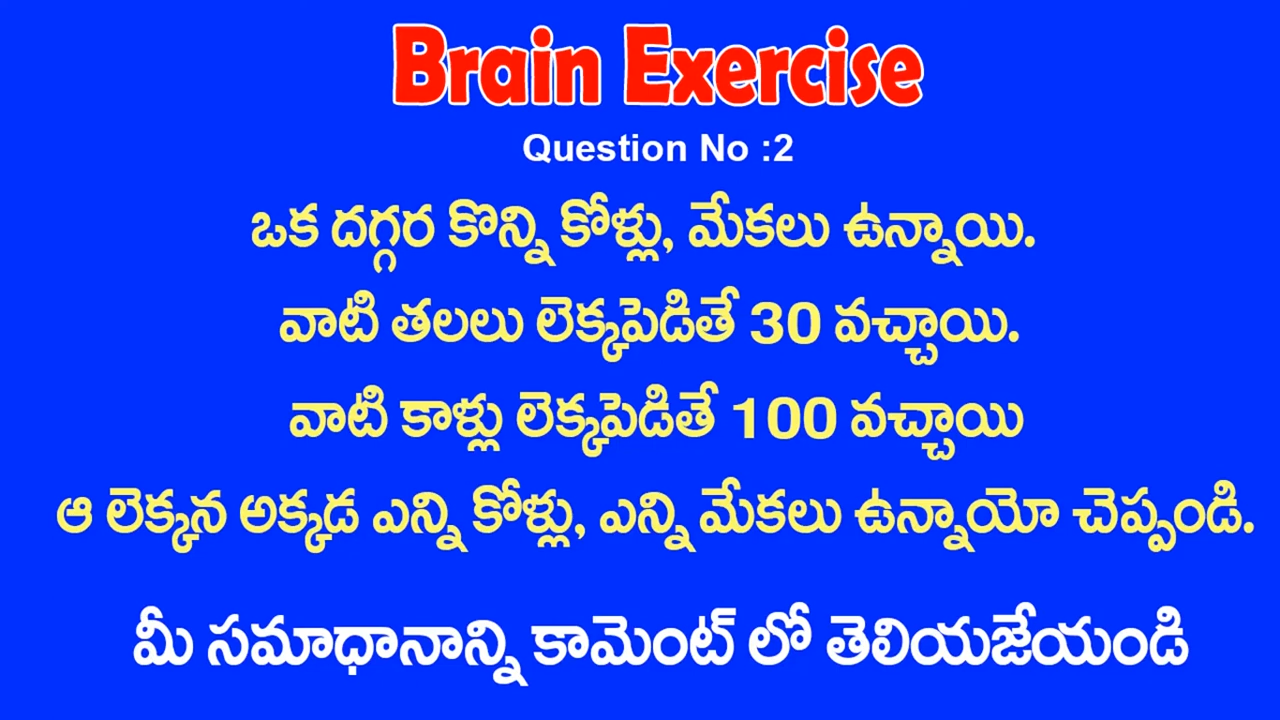 Brain Exercise
Question No :2
ఒక దగ్గర కొన్ని కోళ్లు, మేకలు ఉన్నాయి.
వాటి తలలు లెక్కపెడితే 30 వచ్చాయి.
వాటి కాళ్లు లెక్కపెడితే 100 వచ్చాయి
ఆ లెక్కన అక్కడ ఎన్ని కోళ్లు, ఎన్ని మేకలు ఉన్నాయో చెప్పండి.
మీ సమాధానాన్ని కామెంట్ లో తెలియజేయండి